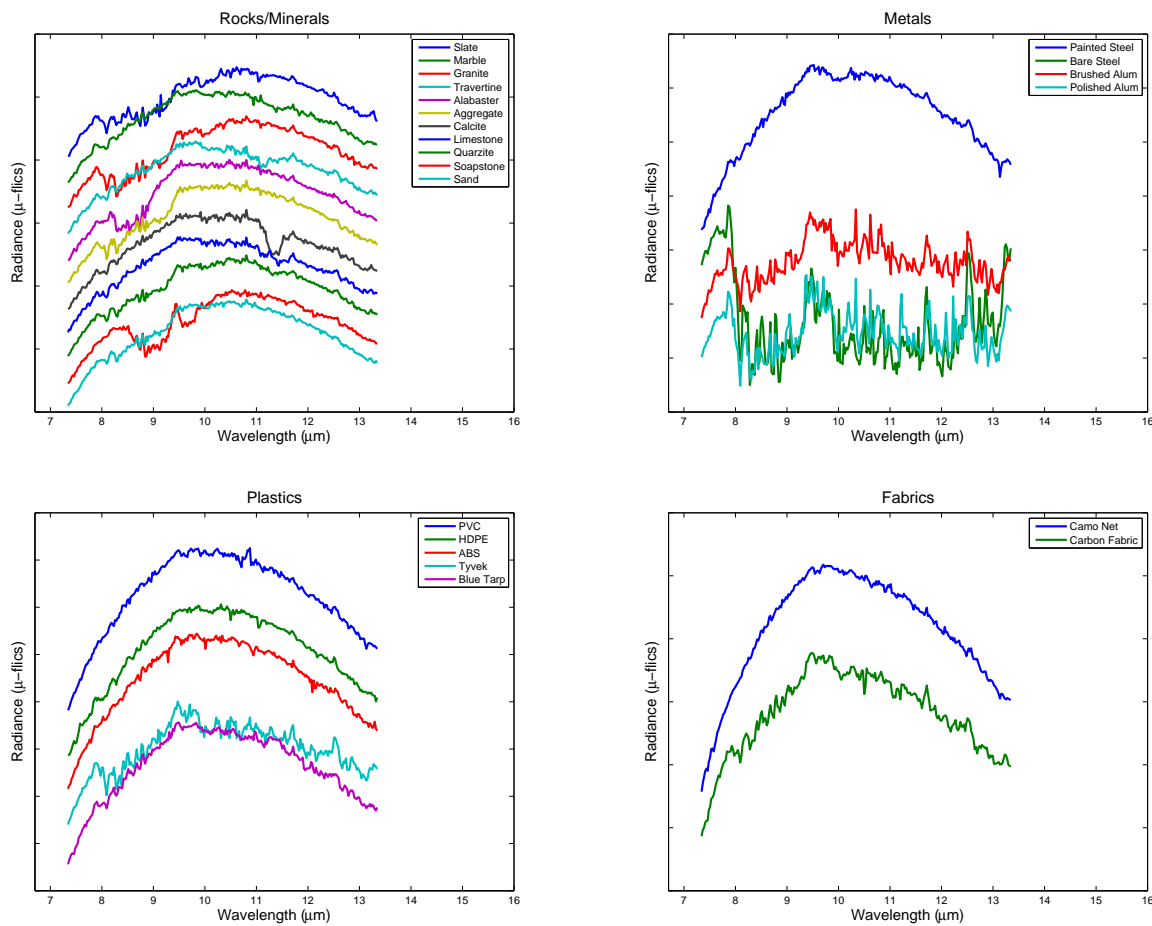 Rocks/Minerals
Slate
Marble
Granite
Travertine
Alabaster
Aggregate
Calcite
Limestone
Quarzite
Soapstone
Sand
Radiance (μ−flics)
7 8 9 10 11 12 13 14 15 16
Wavelength (μm)
Metals
Painted Steel
Bare Steel
Brushed Alum
Polished Alum
Radiance (μ−flics)
7 8 9 10 11 12 13 14 15 16
Wavelength (μm)
Plastics
PVC
HDPE
ABS
Tyvek
Blue Tarp
Radiance (μ−flics)
7 8 9 10 11 12 13 14 15 16
Wavelength (μm)
Fabrics
Camo Net
Carbon Fabric
Radiance (μ−flics)
7 8 9 10 11 12 13 14 15 16
Wavelength (μm)